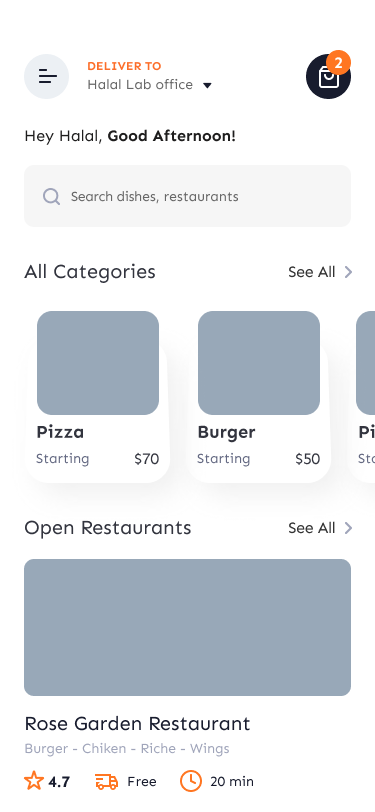 DELIVER TO
Halal Lab office
2
Hey Halal, Good Afternoon!
Search dishes, restaurants
All Categories
See All
Pizza
Starting $70
Burger
Starting $50
Pi
Sta
Open Restaurants
See All
Rose Garden Restaurant
Burger - Chiken - Riche - Wings
4.7 Free 20 min